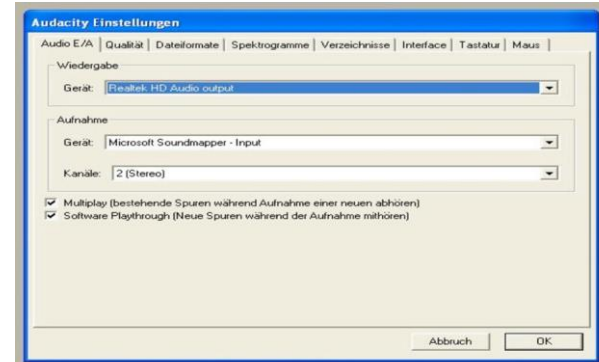 Audacity Einstellungen
Audio E/A Qualität Dateiformate Spektrogramme Verzeichnisse Interface Tastatur Maus
Wiedergabe
Gerät: Realtek HD Audio output
Aufnahme
Gerät: Microsoft Soundmapper - Input
Kanäle: 2 (Stereo)
Multiplay (bestehende Spuren während Aufnahme einer neuen abhören)
Software Playthrough (Neue Spuren während der Aufnahme mithören)
Abbruch OK